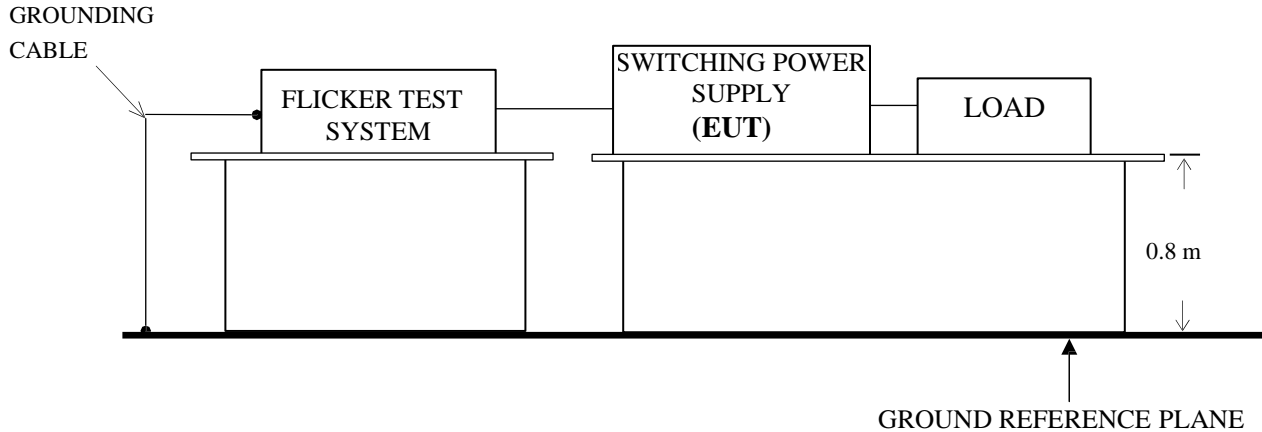 GROUNDING
CABLE
FLICKER TEST
SYSTEM
SWITCHING POWER
SUPPLY
(EUT)
LOAD
0.8 m
GROUND REFERENCE PLANE